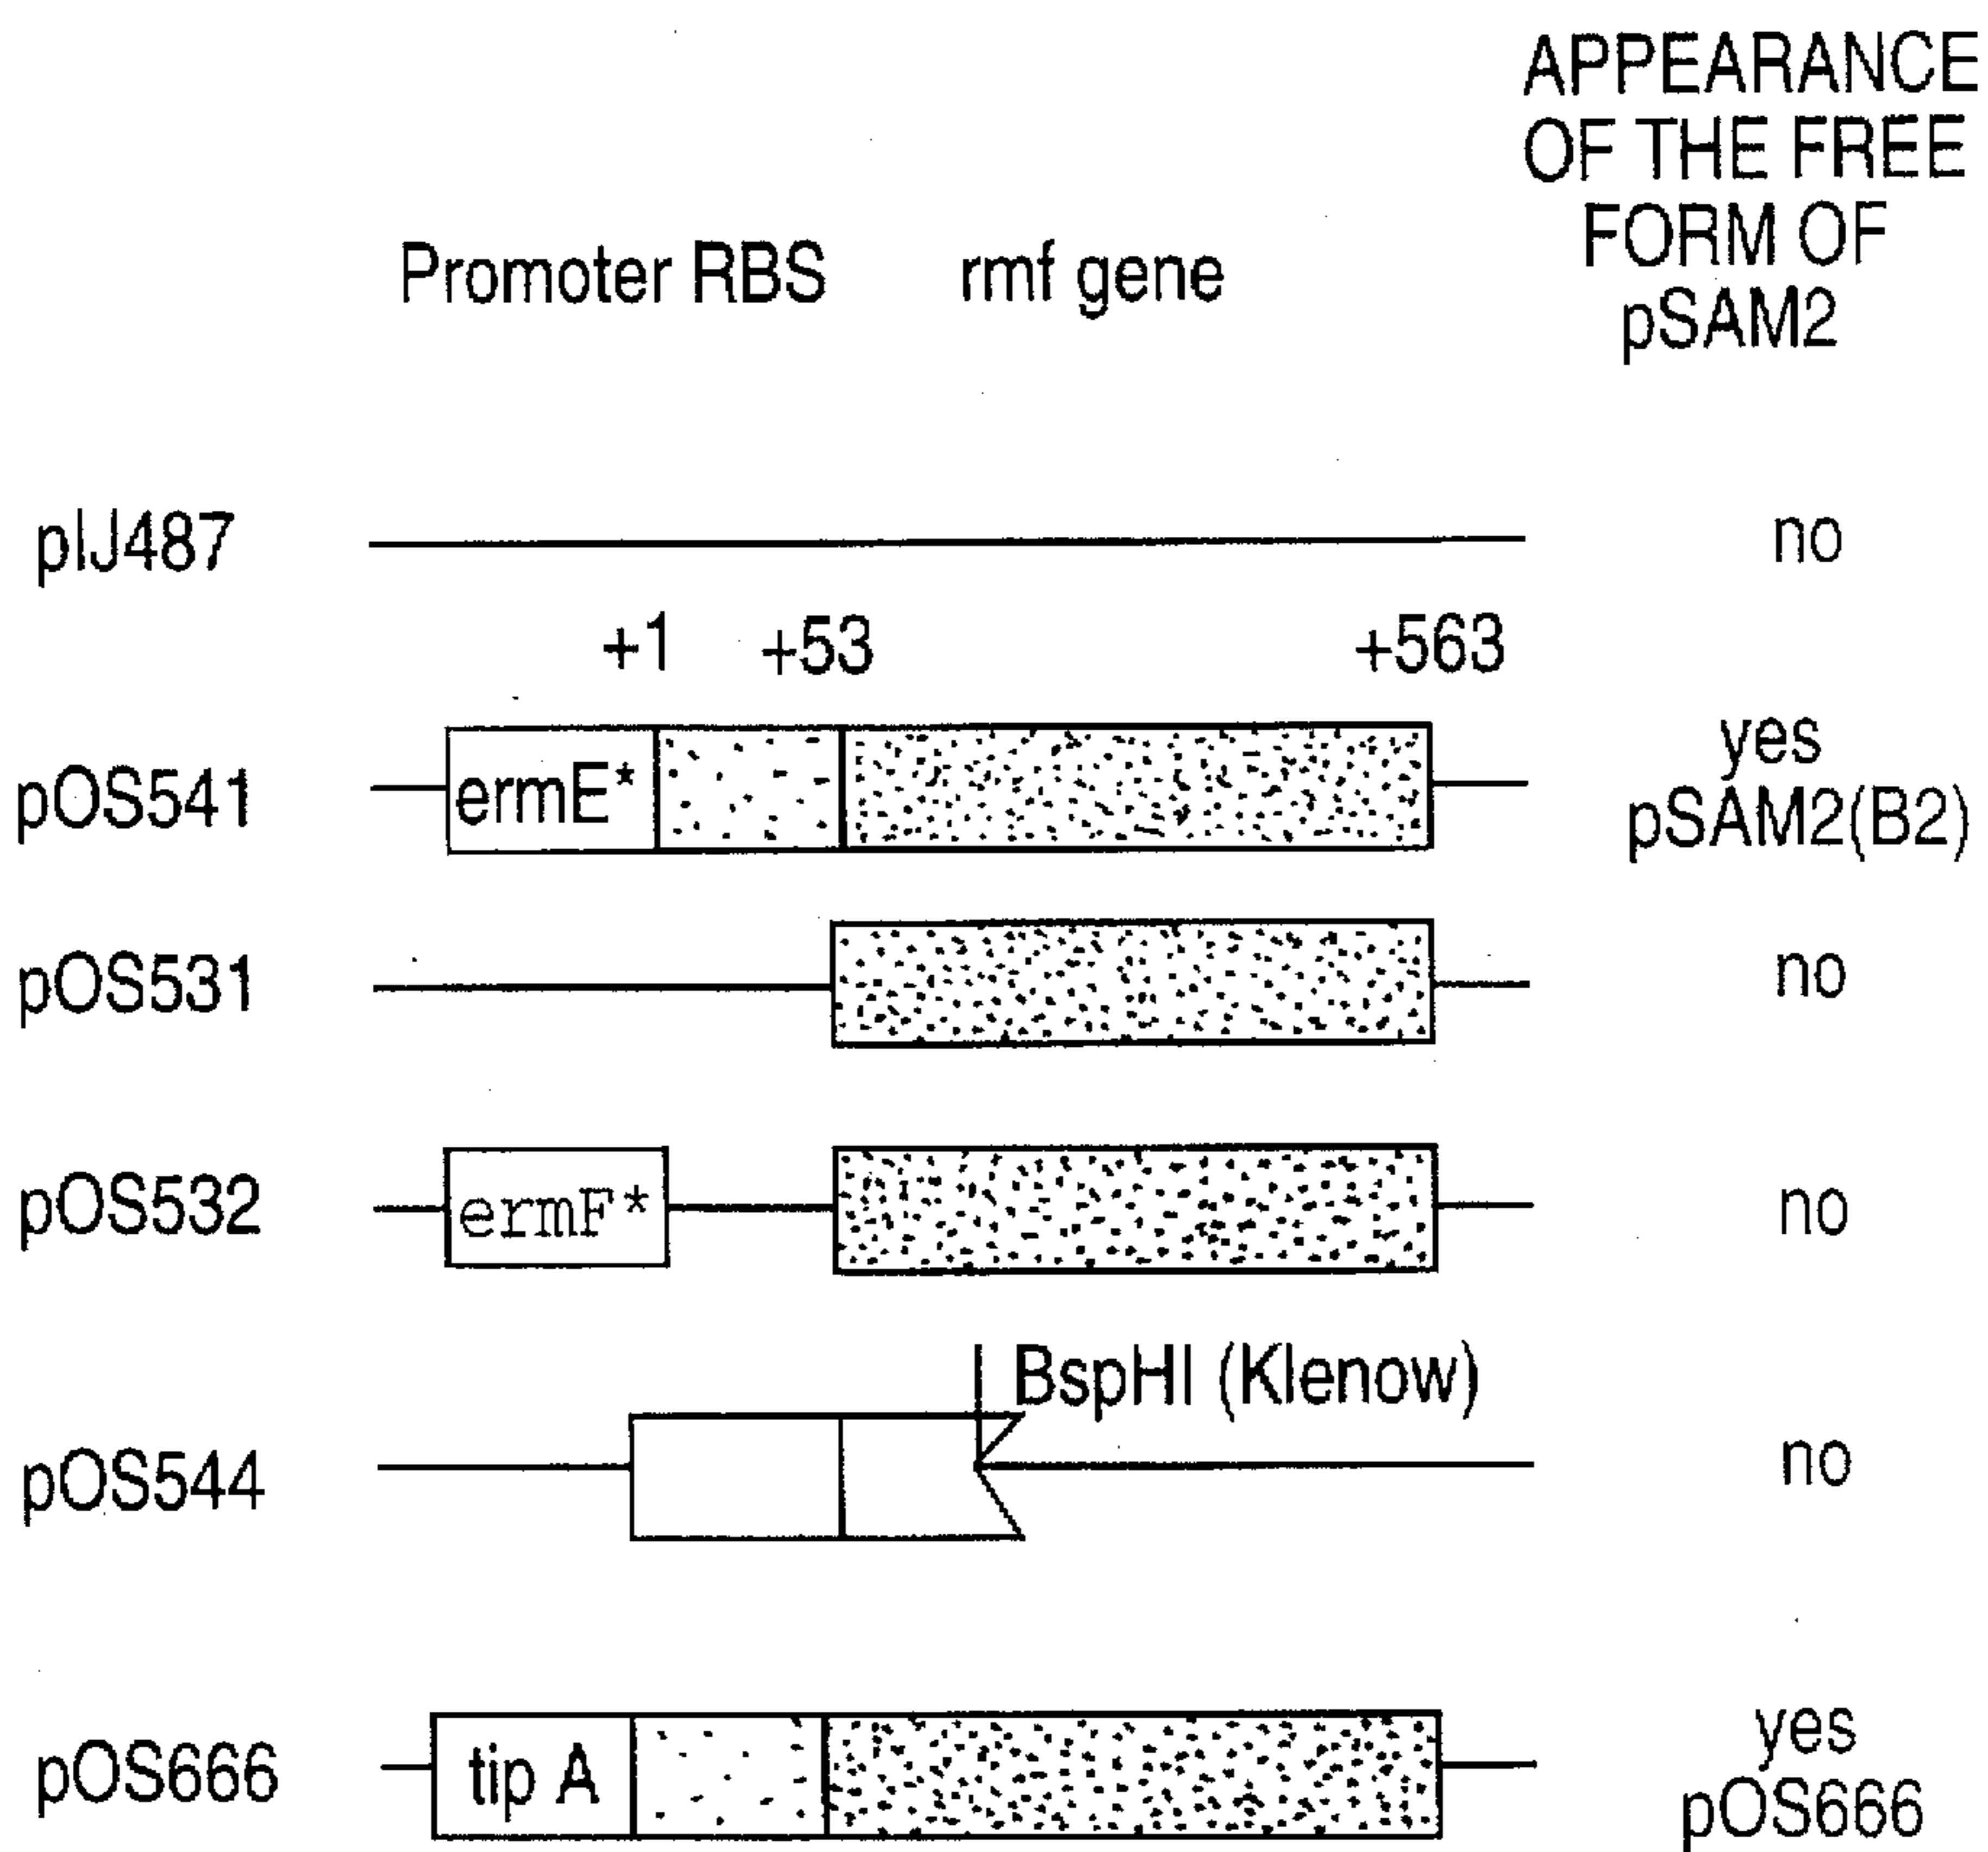 APPEARANCE
OF THE FREE
FORM OF
pSAM2
Promoter RBS rmf gene
pIJ487 no
+1 +53 +563
pOS541 ermE* yes
pSAM2(B2)
pOS531 no
pOS532 ermF* no
BspHI (Klenow)
pOS544 no
pOS666 tip A yes
pOS666